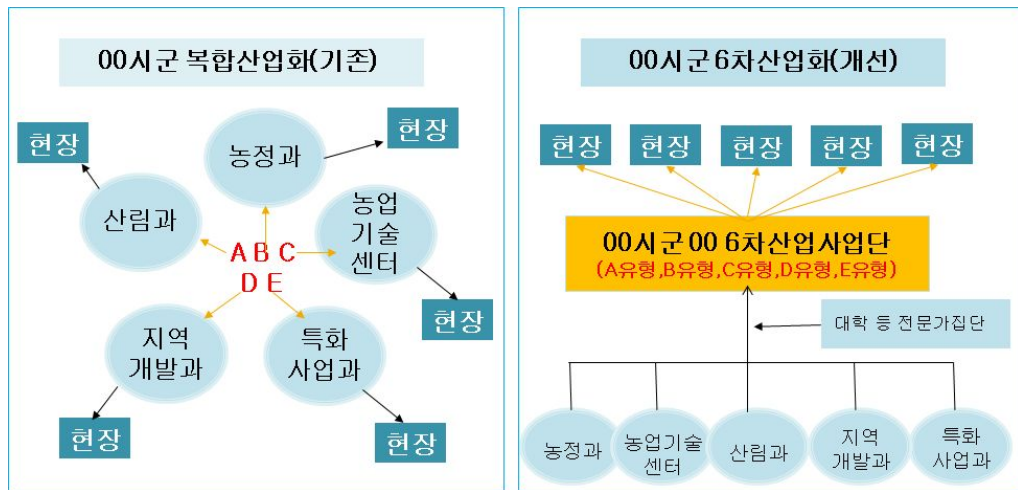 00시군 복합산업화(기존)
현장
현장
농정과
산림과
농업
기술
센터
A B C
D E
현장
지역
개발과
특화
사업과
현장
현장
00시군 6차산업화(개선)
현장
현장
현장
현장
현장
00시군 00 6차산업사업단
(A유형,B유형,C유형,D유형,E유형)
대학 등 전문가집단
농정과
농업기술
센터
산림과
지역
개발과
특화
사업과